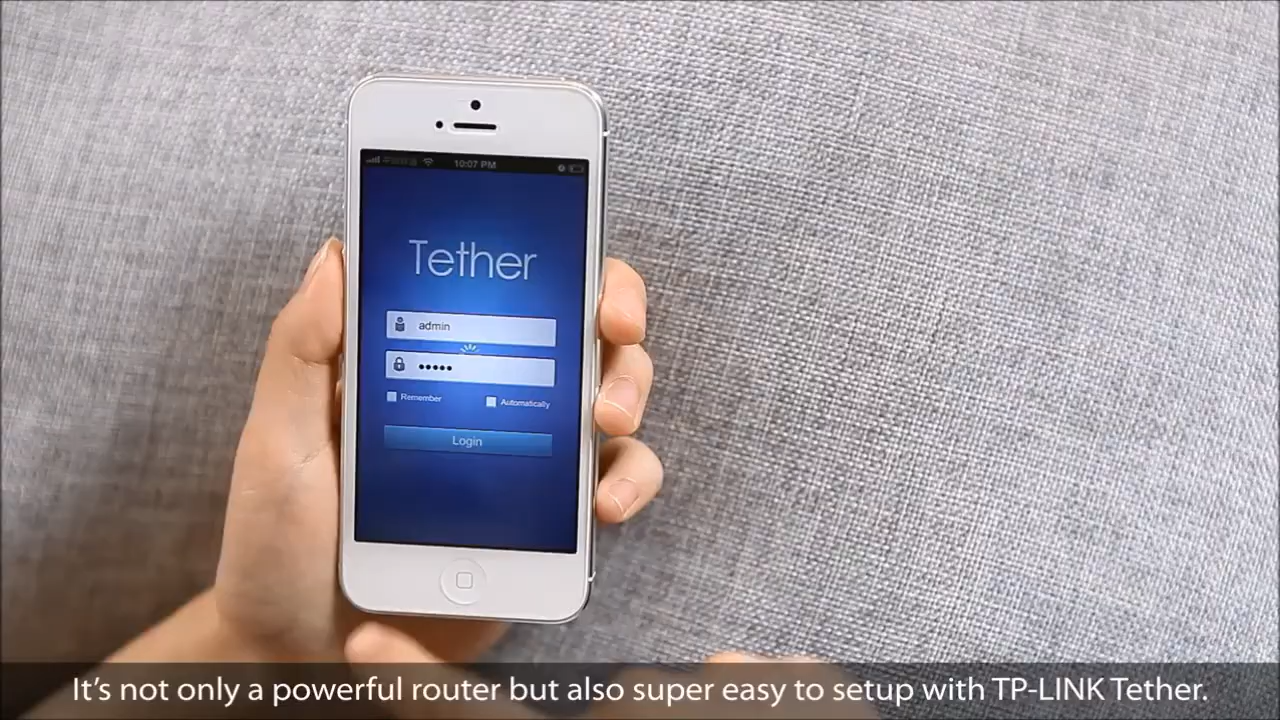 10:07 PM
Tether
admin
Remember Automatically
Login
It’s not only a powerful router but also super easy to setup with TP-LINK Tether.